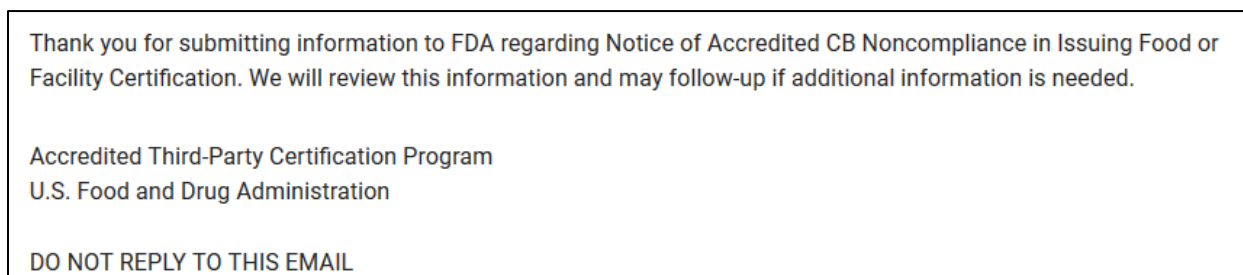 Thank you for submitting information to FDA regarding Notice of Accredited CB Noncompliance in Issuing Food or
Facility Certification. We will review this information and may follow-up if additional information is needed.
Accredited Third-Party Certification Program
U.S. Food and Drug Administration
DO NOT REPLY TO THIS EMAIL